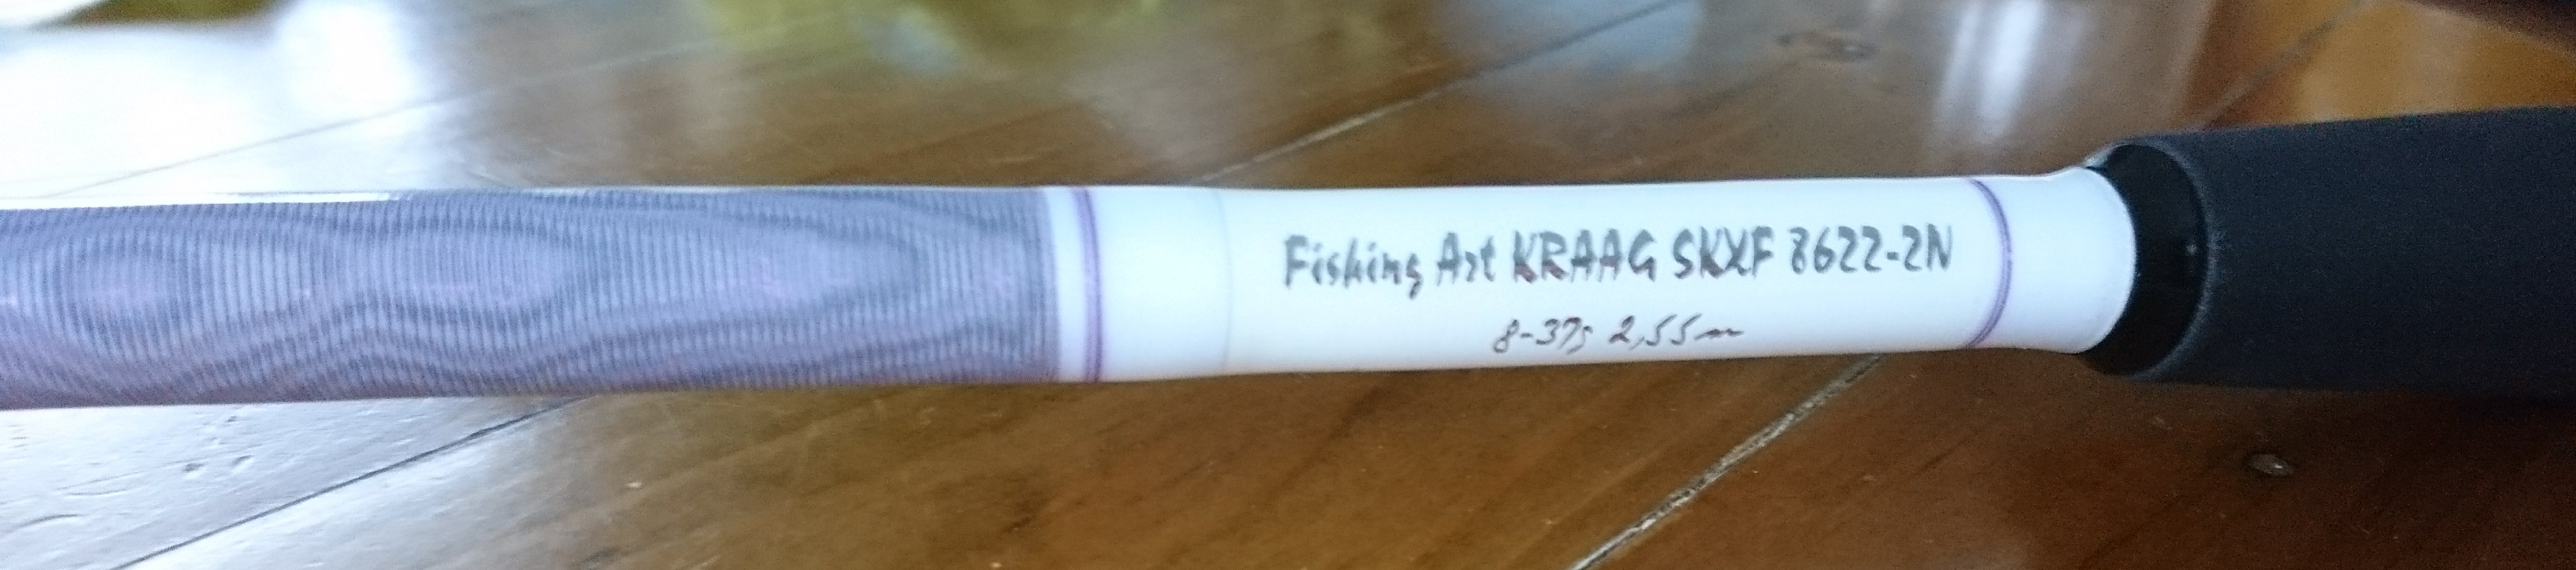 Fishing Art KRAAG SKXF 8622-2N
8-37g 2,55m